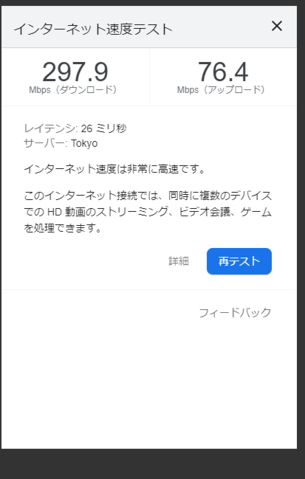 インターネット速度テスト
297.9
Mbps（ダウンロード）
76.4
Mbps（アップロード）
レイテンシ: 26 ミリ秒
サーバー: Tokyo
インターネット速度は非常に高速です。
このインターネット接続では、同時に複数のデバイス
での HD 動画のストリーミング、ビデオ会議、ゲーム
を処理できます。
詳細
再テスト
フィードバック